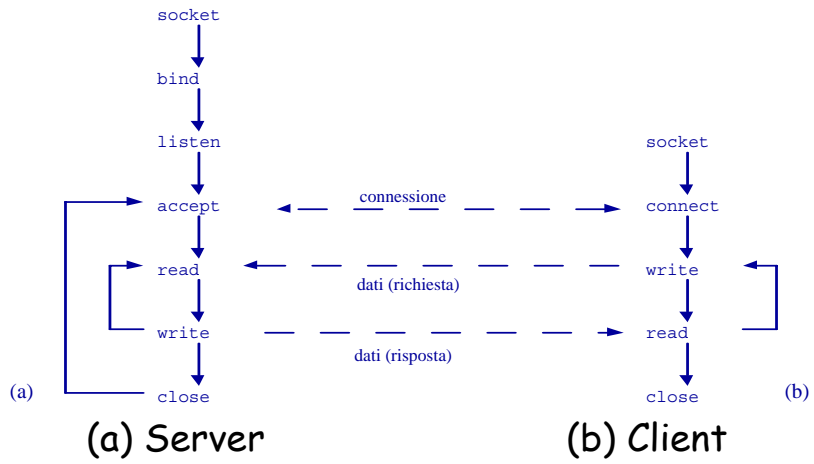 socket
bind
listen
socket
accept
connessione
connect
read
dati (richiesta)
write
write
dati (risposta)
read
(a)
close
close
(b)
(a) Server
(b) Client